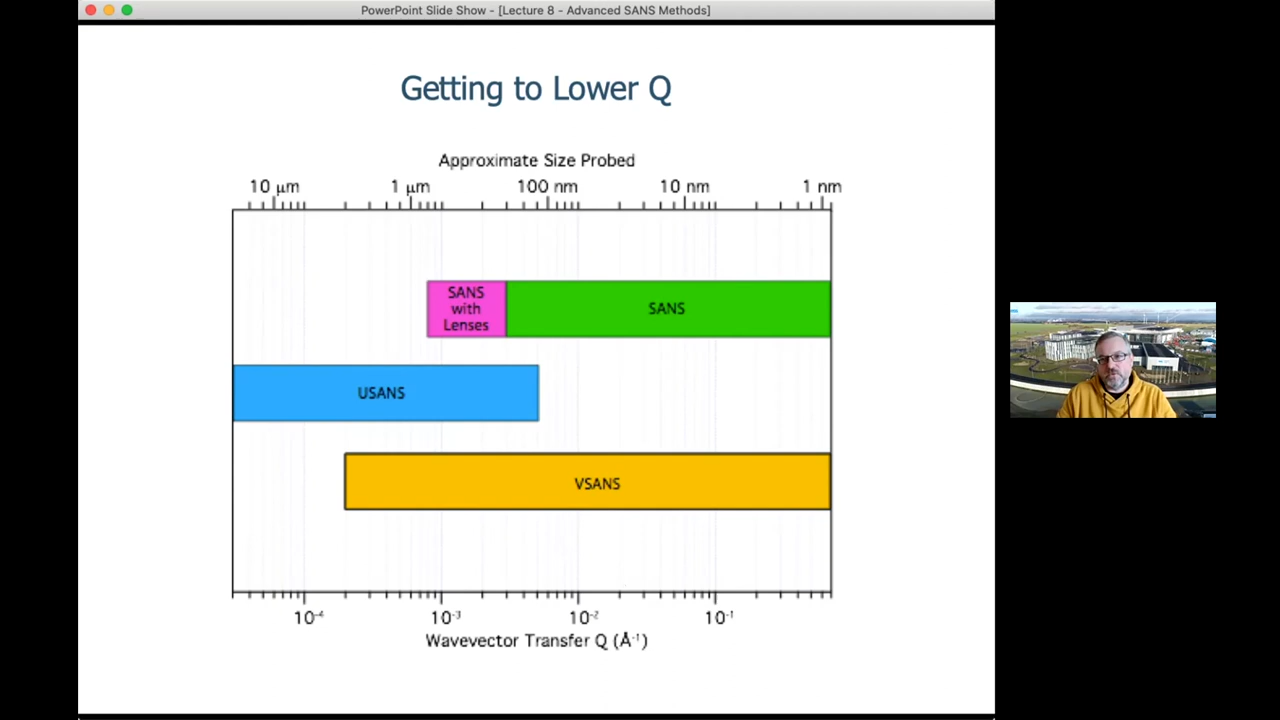 PowerPoint Slide Show - [Lecture 8 - Advanced SANS Methods]
Getting to Lower Q
Approximate Size Probed
10 μm 1 μm 100 nm 10 nm 1 nm
SANS
with
Lenses
SANS
USANS
VSANS
10⁻⁴ 10⁻³ 10⁻² 10⁻¹
Wavevector Transfer Q (Å⁻¹)